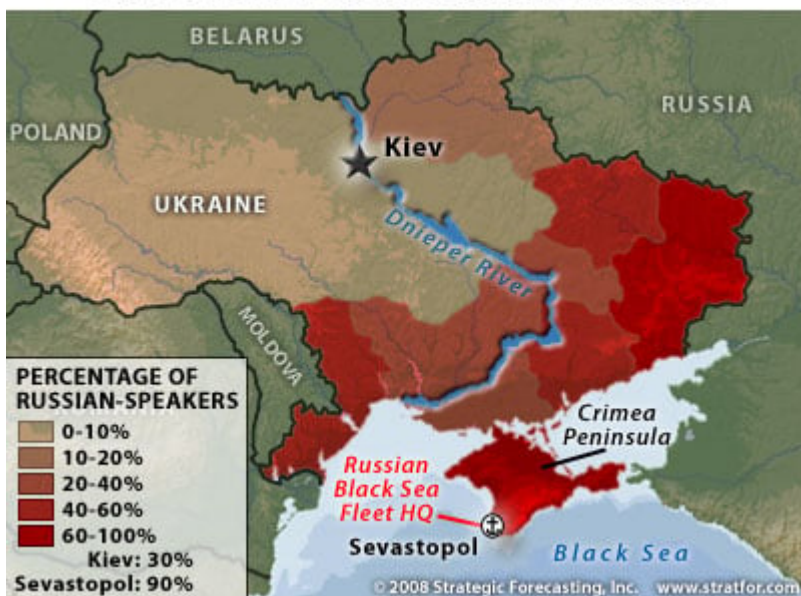 BELARUS
POLAND
RUSSIA
Kiev
UKRAINE
Dnieper River
MOLDOVA
PERCENTAGE OF
RUSSIAN-SPEAKERS
0-10%
10-20%
20-40%
40-60%
60-100%
Kiev: 30%
Sevastopol: 90%
Crimea
Peninsula
Russian
Black Sea
Fleet HQ
Sevastopol
Black Sea
© 2008 Strategic Forecasting, Inc. www.stratfor.com